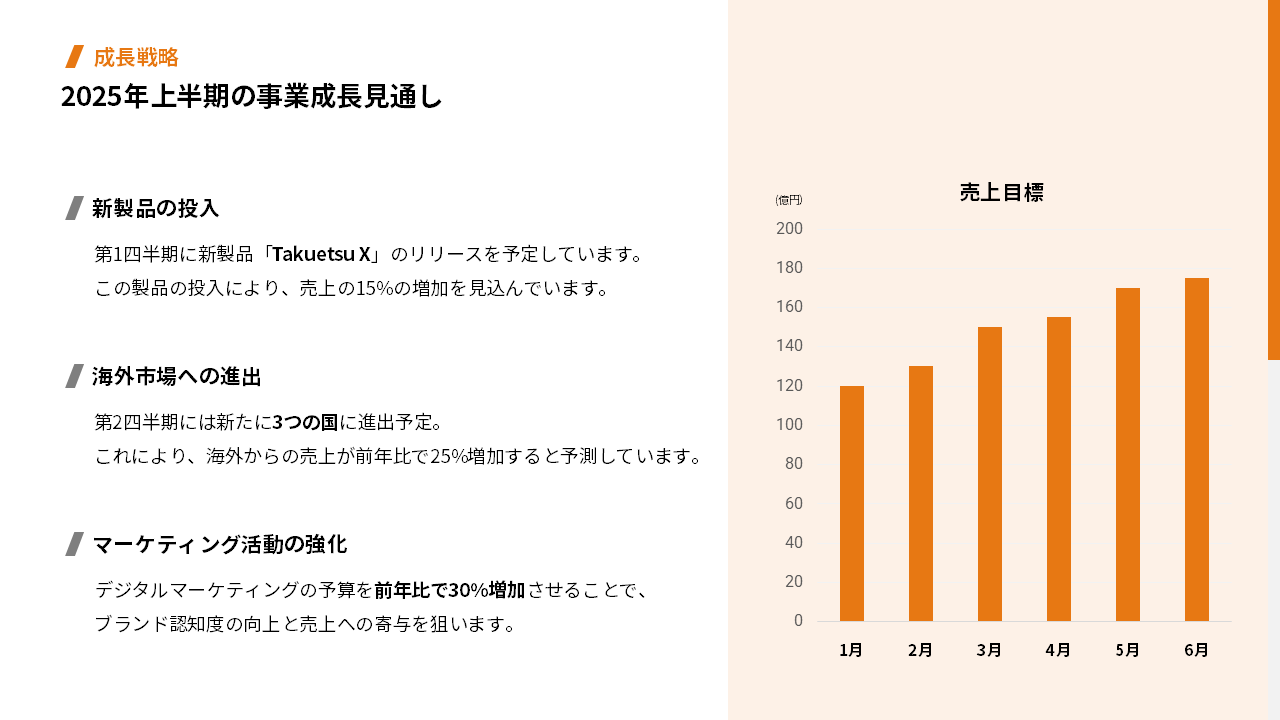 成長戦略
2025年上半期の事業成長見通し
新製品の投入
第1四半期に新製品「Takuetsu X」のリリースを予定しています。
この製品の投入により、売上の15%の増加を見込んでいます。
海外市場への進出
第2四半期には新たに3つの国に進出予定。
これにより、海外からの売上が前年比で25%増加すると予測しています。
マーケティング活動の強化
デジタルマーケティングの予算を前年比で30%増加させることで、
ブランド認知度の向上と売上への寄与を狙います。
売上目標
(億円)
200
180
160
140
120
100
80
60
40
20
0
1月 2月 3月 4月 5月 6月